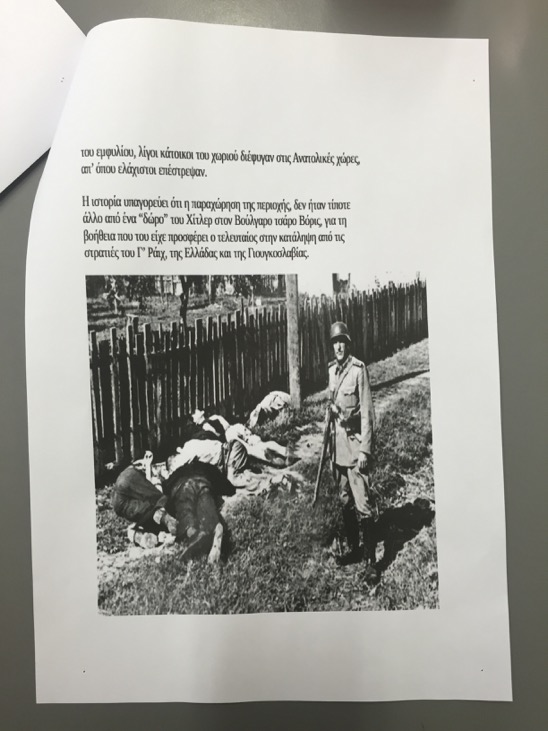 του εμφυλίου, λίγοι κάτοικοι του χωριού διέφυγαν στις Ανατολικές χώρες,
απ’ όπου ελάχιστοι επέστρεψαν.
Η ιστορία υπαγορεύει ότι η παραχώρηση της περιοχής, δεν ήταν τίποτε
άλλο από ένα “δώρο” του Χίτλερ στον Βούλγαρο τσάρο Βόρις, για τη
βοήθεια που του είχε προσφέρει ο τελευταίος στην κατάληψη από τις
στρατιές του Γ’ Ράιχ, της Ελλάδας και της Γιουγκοσλαβίας.